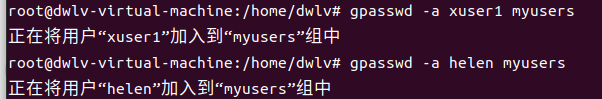 root@dwlv-virtual-machine:/home/dwlv# gpasswd -a xuser1 myusers
正在将用户“xuser1”加入到“myusers”组中
root@dwlv-virtual-machine:/home/dwlv# gpasswd -a helen myusers
正在将用户“helen”加入到“myusers”组中